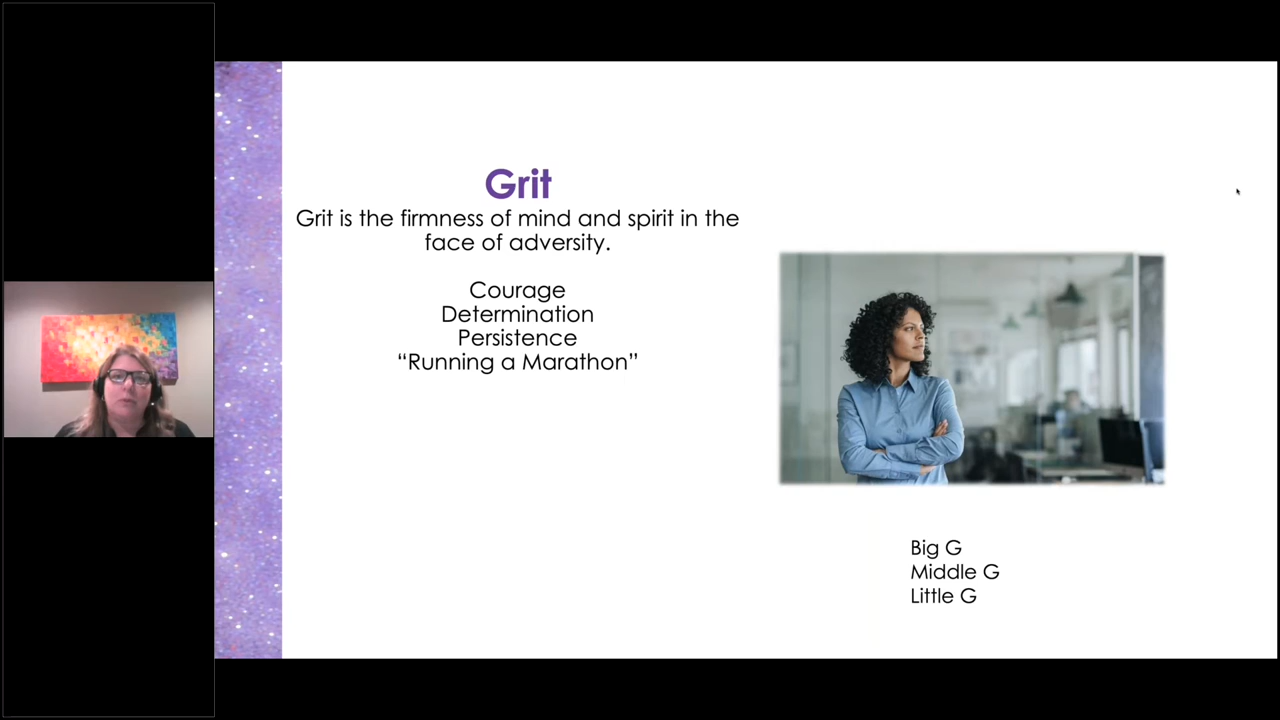 Grit
Grit is the firmness of mind and spirit in the
face of adversity.
Courage
Determination
Persistence
“Running a Marathon”
Big G
Middle G
Little G